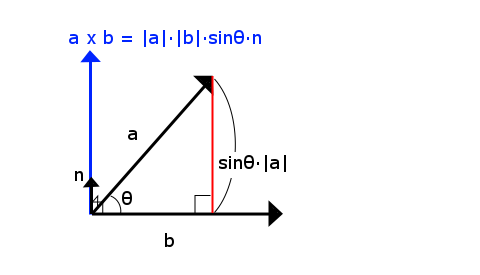 a x b = |a|·|b|·sinθ·n
a
sinθ·|a|
n
θ
b